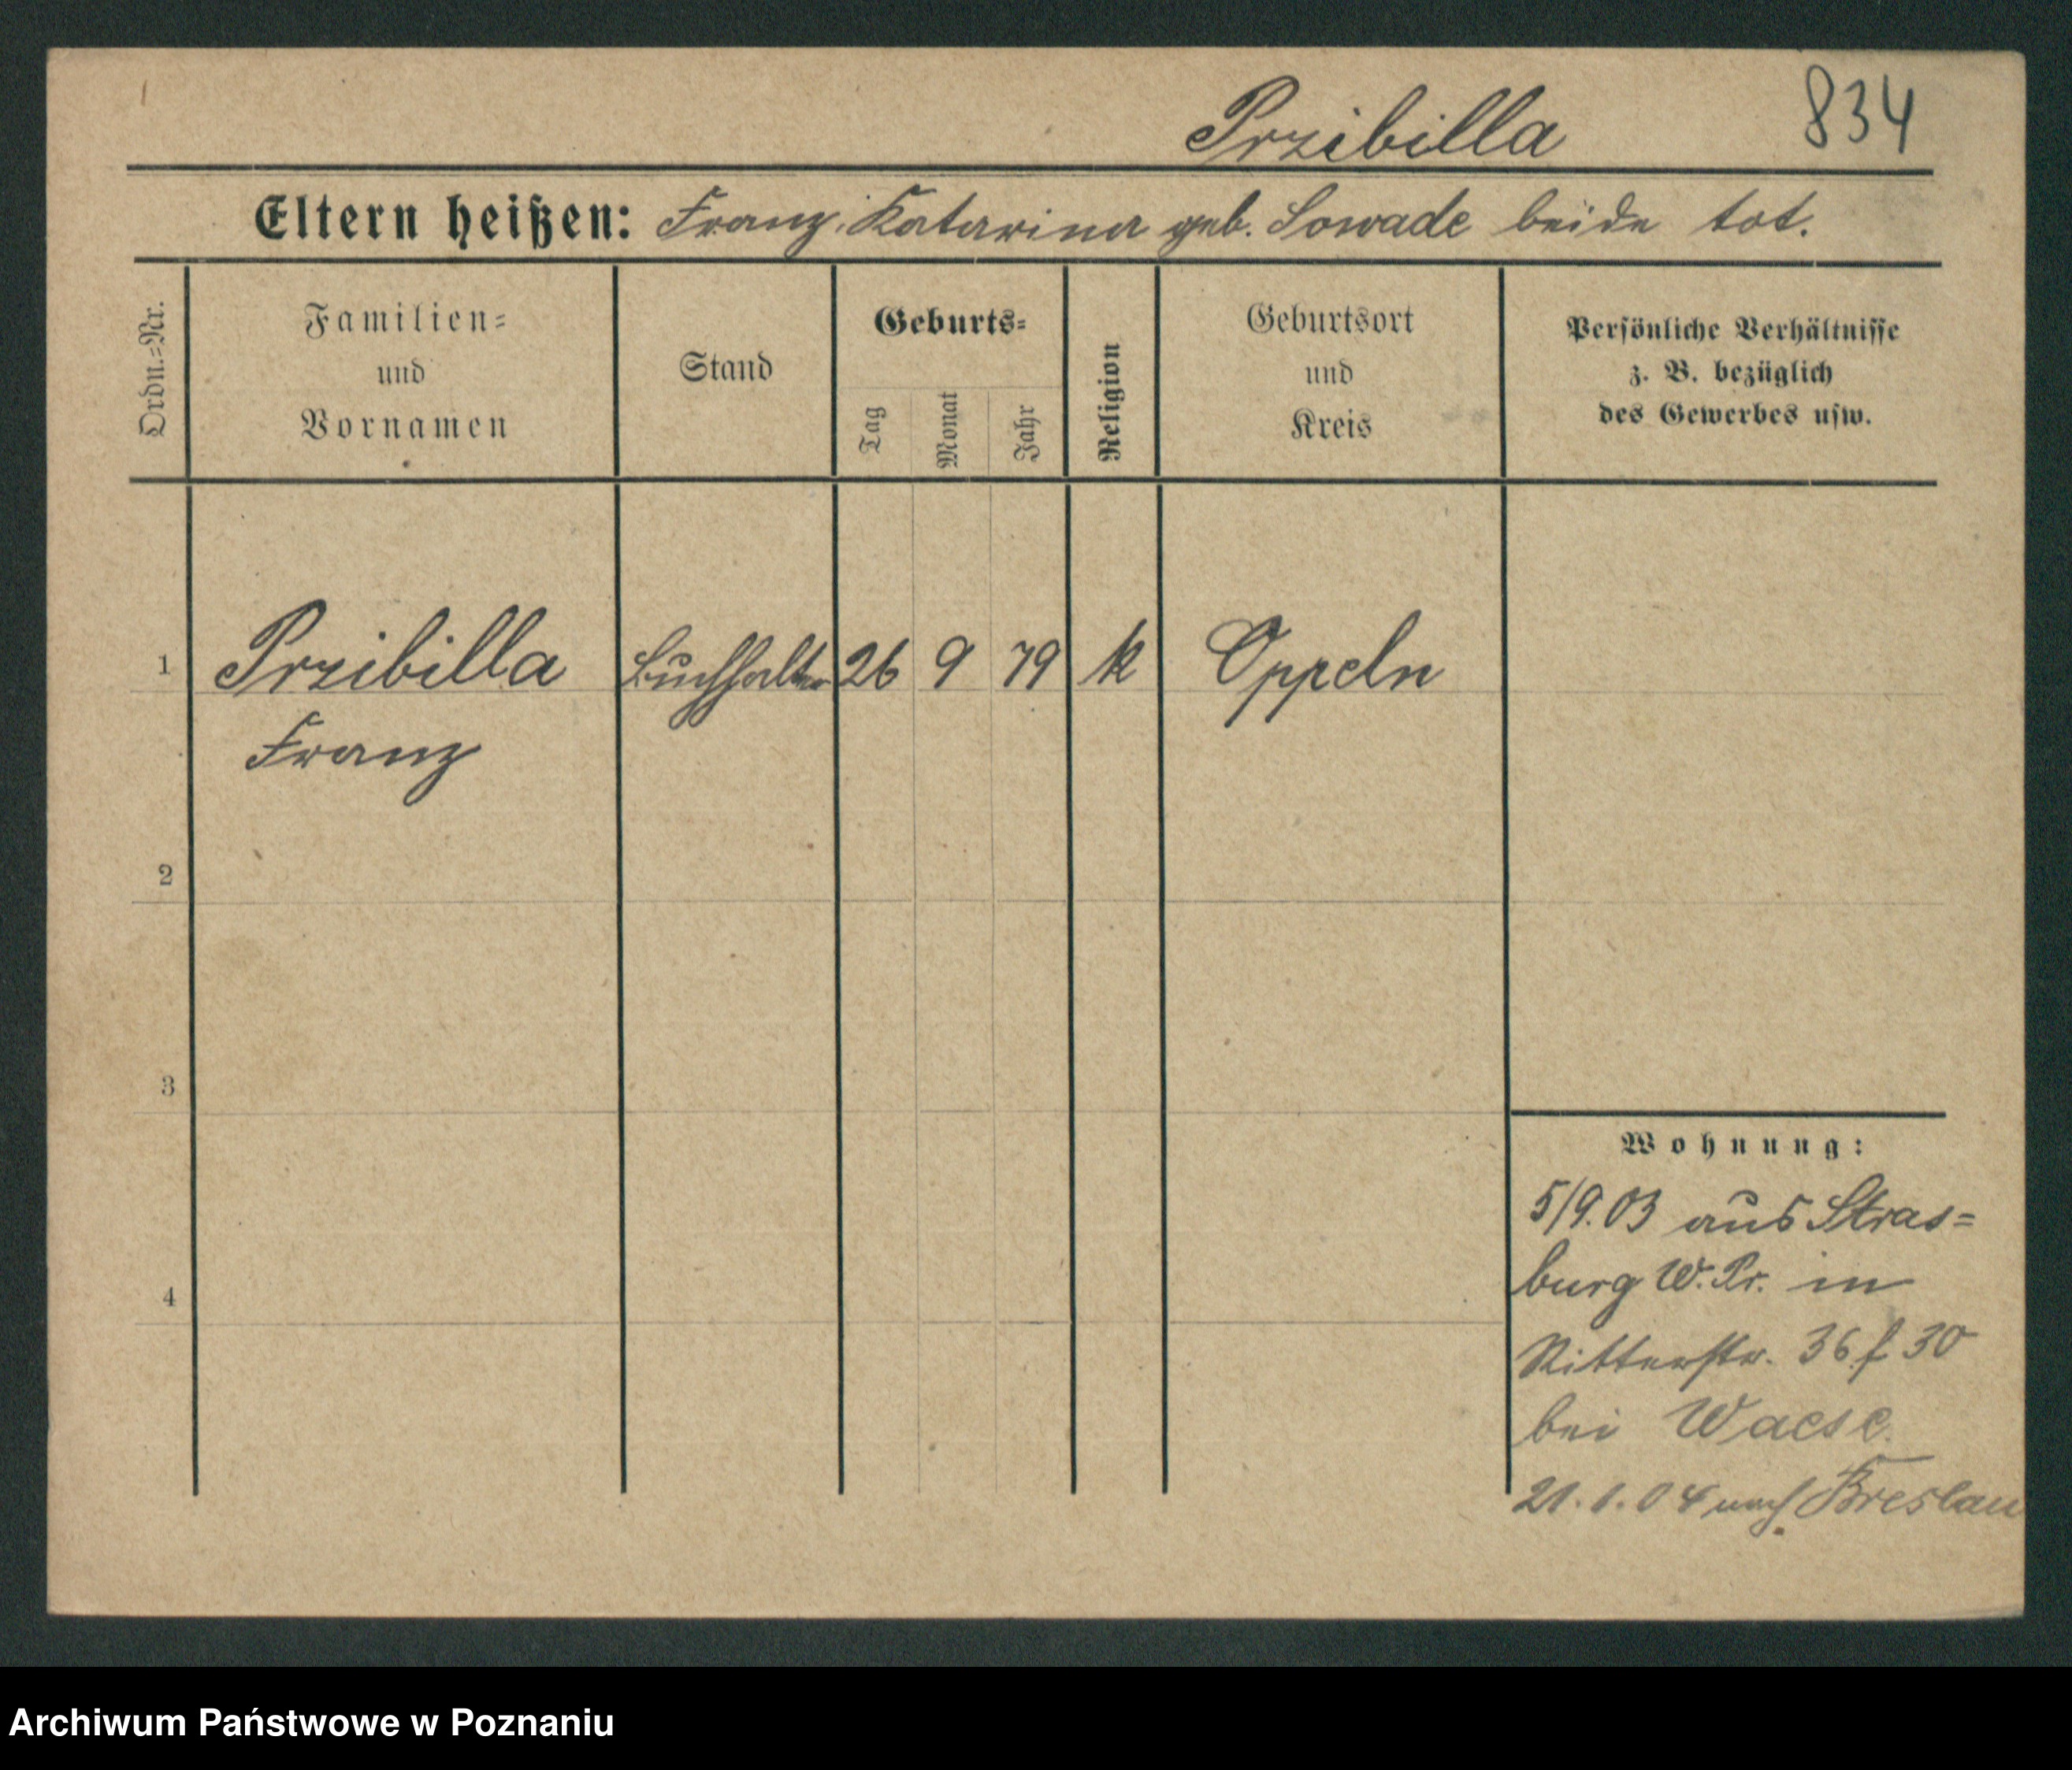 Przibilla 834
Eltern heißen: Franz. Katarina geb. Sowade beide tot.
Ordn.=Nr.
Familien=
und
Vornamen
Stand
Geburts=
Tag
Monat
Jahr
Religion
Geburtsort
und
Kreis
Persönliche Verhältnisse
z. B. bezüglich
des Gewerbes usw.
1 Przibilla Buchhalter 26 9 79 k Oppeln
Franz
2
3
4
Wohnung:
5/9.03 aus Stras=
burg W. Pr. in
Ritterstr. 36 f 30
bei Waese.
21.1.04 nach Breslau
Archiwum Państwowe w Poznaniu